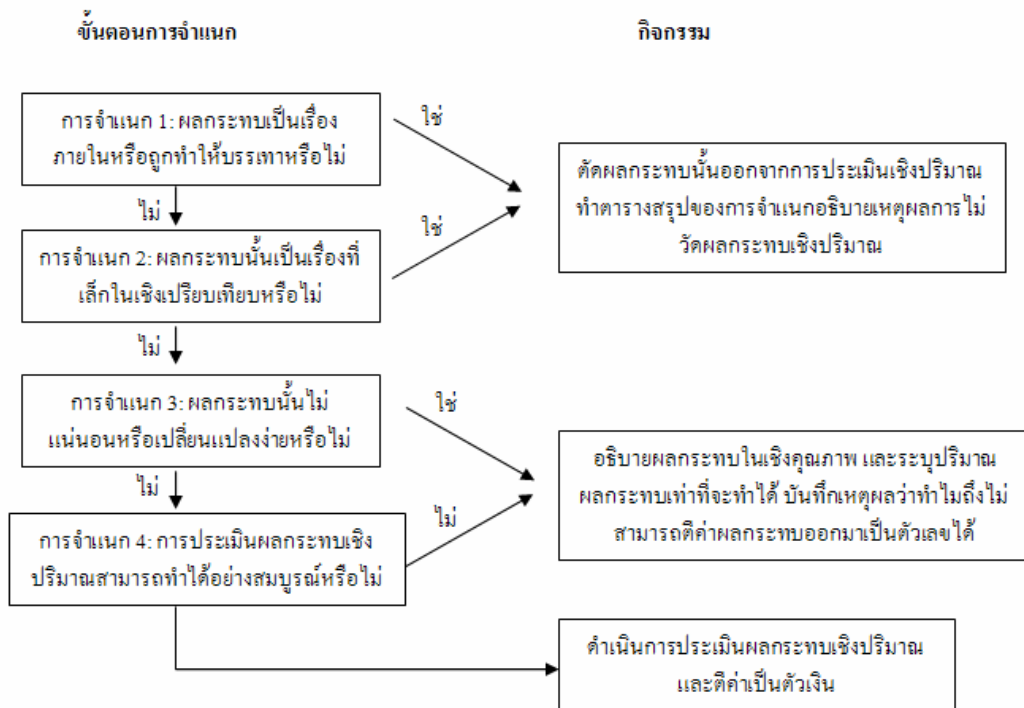 ขั้นตอนการจำแนก
กิจกรรม
การจำแนก 1: ผลกระทบเป็นเรื่อง
ภายในหรือถูกทำให้บรรเทาหรือไม่
ใช่
ไม่
การจำแนก 2: ผลกระทบนั้นเป็นเรื่องที่
เล็กในเชิงเปรียบเทียบหรือไม่
ใช่
ตัดผลกระทบนั้นออกจากการประเมินเชิงปริมาณ
ทำตารางสรุปของการจำแนกอธิบายเหตุผลการไม่
วัดผลกระทบเชิงปริมาณ
ไม่
การจำแนก 3: ผลกระทบนั้นไม่
แน่นอนหรือเปลี่ยนแปลงง่ายหรือไม่
ใช่
ไม่
การจำแนก 4: การประเมินผลกระทบเชิง
ปริมาณสามารถทำได้อย่างสมบูรณ์หรือไม่
ไม่
อธิบายผลกระทบในเชิงคุณภาพ และระบุปริมาณ
ผลกระทบเท่าที่จะทำได้ บันทึกเหตุผลว่าทำไมถึงไม่
สามารถตีค่าผลกระทบออกมาเป็นตัวเลขได้
ดำเนินการประเมินผลกระทบเชิงปริมาณ
และตีค่าเป็นตัวเงิน